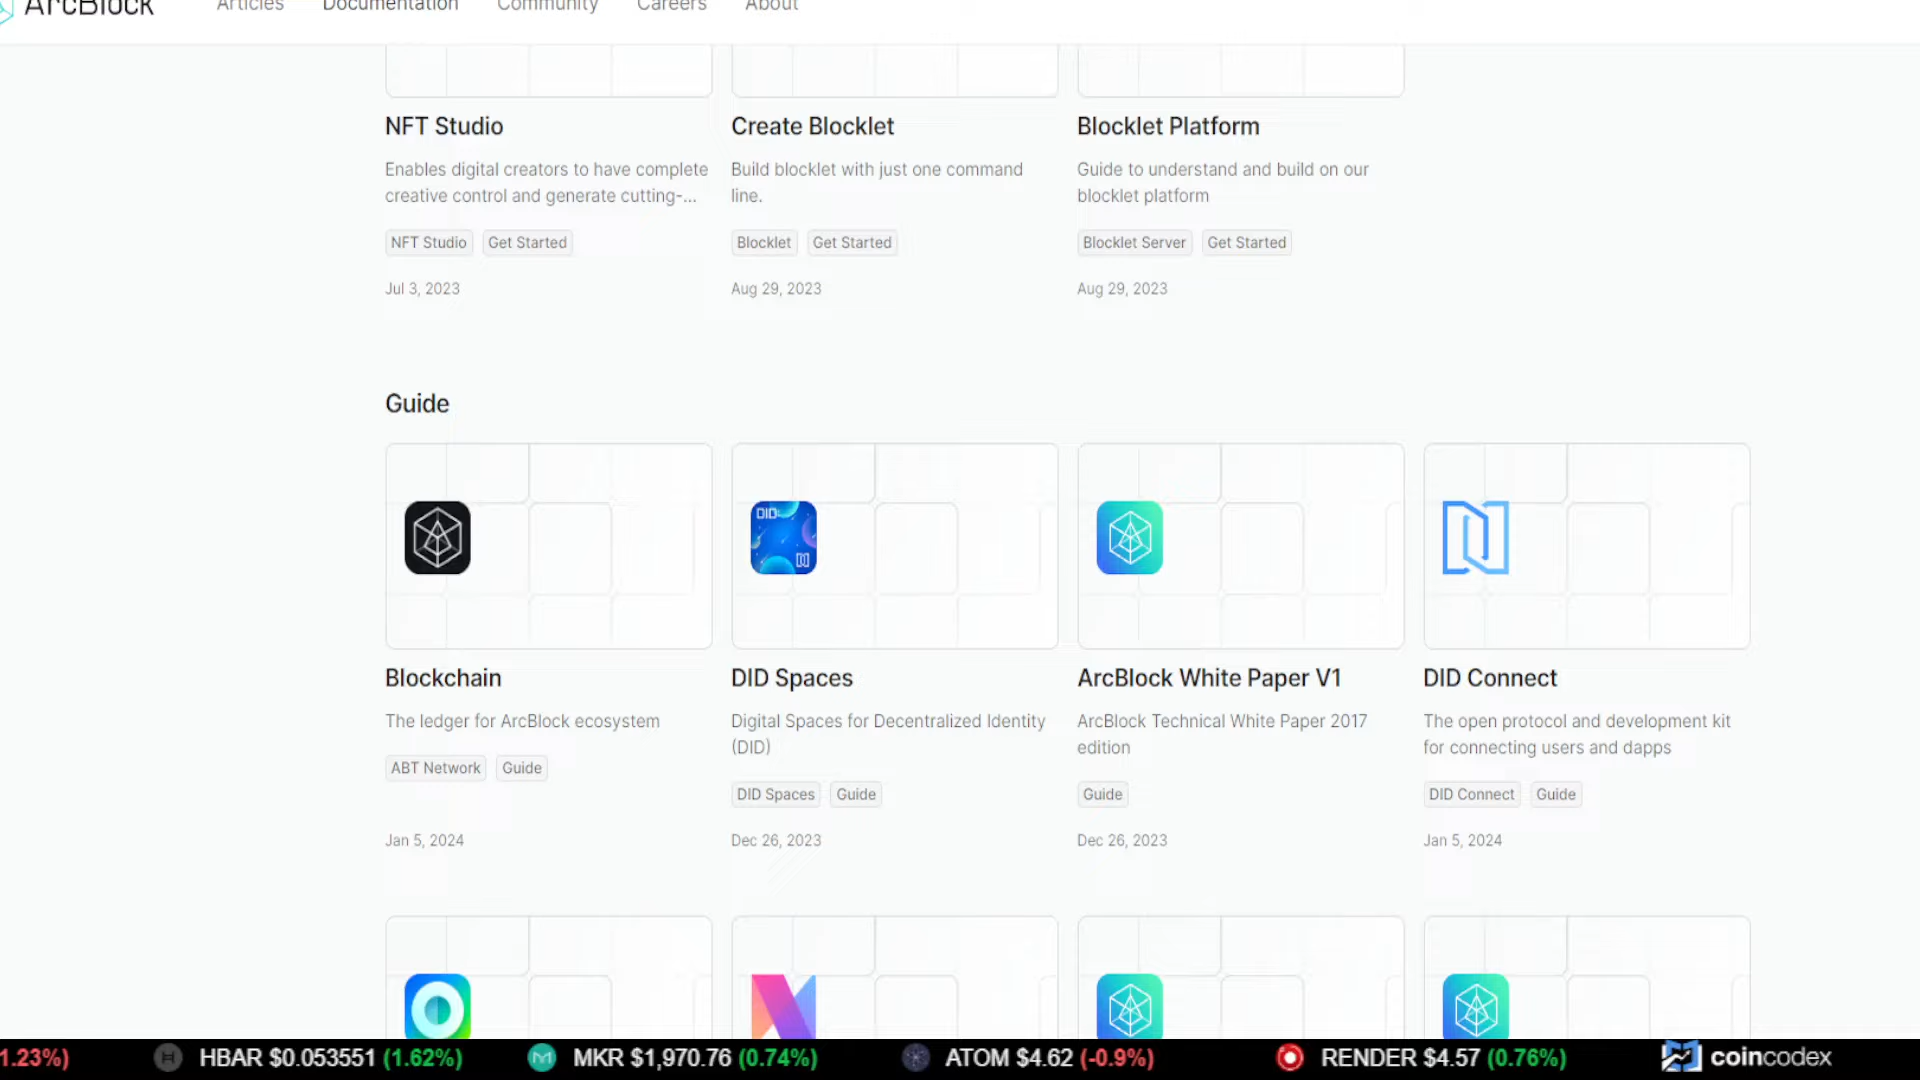 ArcBlock Articles Documentation Community Careers About
NFT Studio
Enables digital creators to have complete
creative control and generate cutting-...
NFT Studio Get Started
Jul 3, 2023
Create Blocklet
Build blocklet with just one command
line.
Blocklet Get Started
Aug 29, 2023
Blocklet Platform
Guide to understand and build on our
blocklet platform
Blocklet Server Get Started
Aug 29, 2023
Guide
Blockchain
The ledger for ArcBlock ecosystem
ABT Network Guide
Jan 5, 2024
DID:
DID Spaces
Digital Spaces for Decentralized Identity
(DID)
DID Spaces Guide
Dec 26, 2023
ArcBlock White Paper V1
ArcBlock Technical White Paper 2017
edition
Guide
Dec 26, 2023
DID Connect
The open protocol and development kit
for connecting users and dapps
DID Connect Guide
Jan 5, 2024
1.23%) HBAR $0.053551 (1.62%) MKR $1,970.76 (0.74%) ATOM $4.62 (-0.9%) RENDER $4.57 (0.76%) coincodex